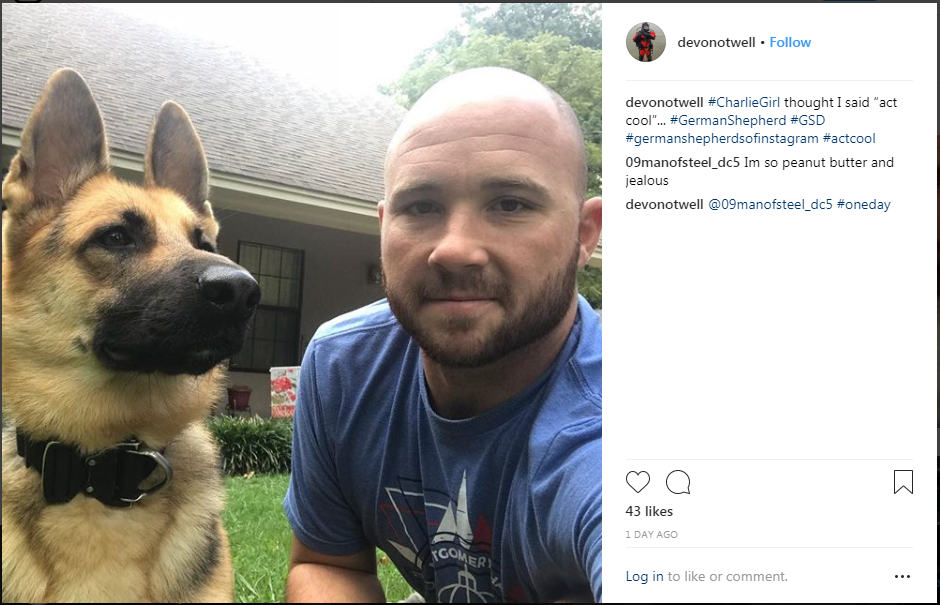 devonotwell • Follow
devonotwell #CharlieGirl thought I said “act
cool”... #GermanShepherd #GSD
#germanshepherdsofinstagram #actcool
09manofsteel_dc5 Im so peanut butter and
jealous
devonotwell @09manofsteel_dc5 #oneday
43 likes
1 DAY AGO
Log in to like or comment.